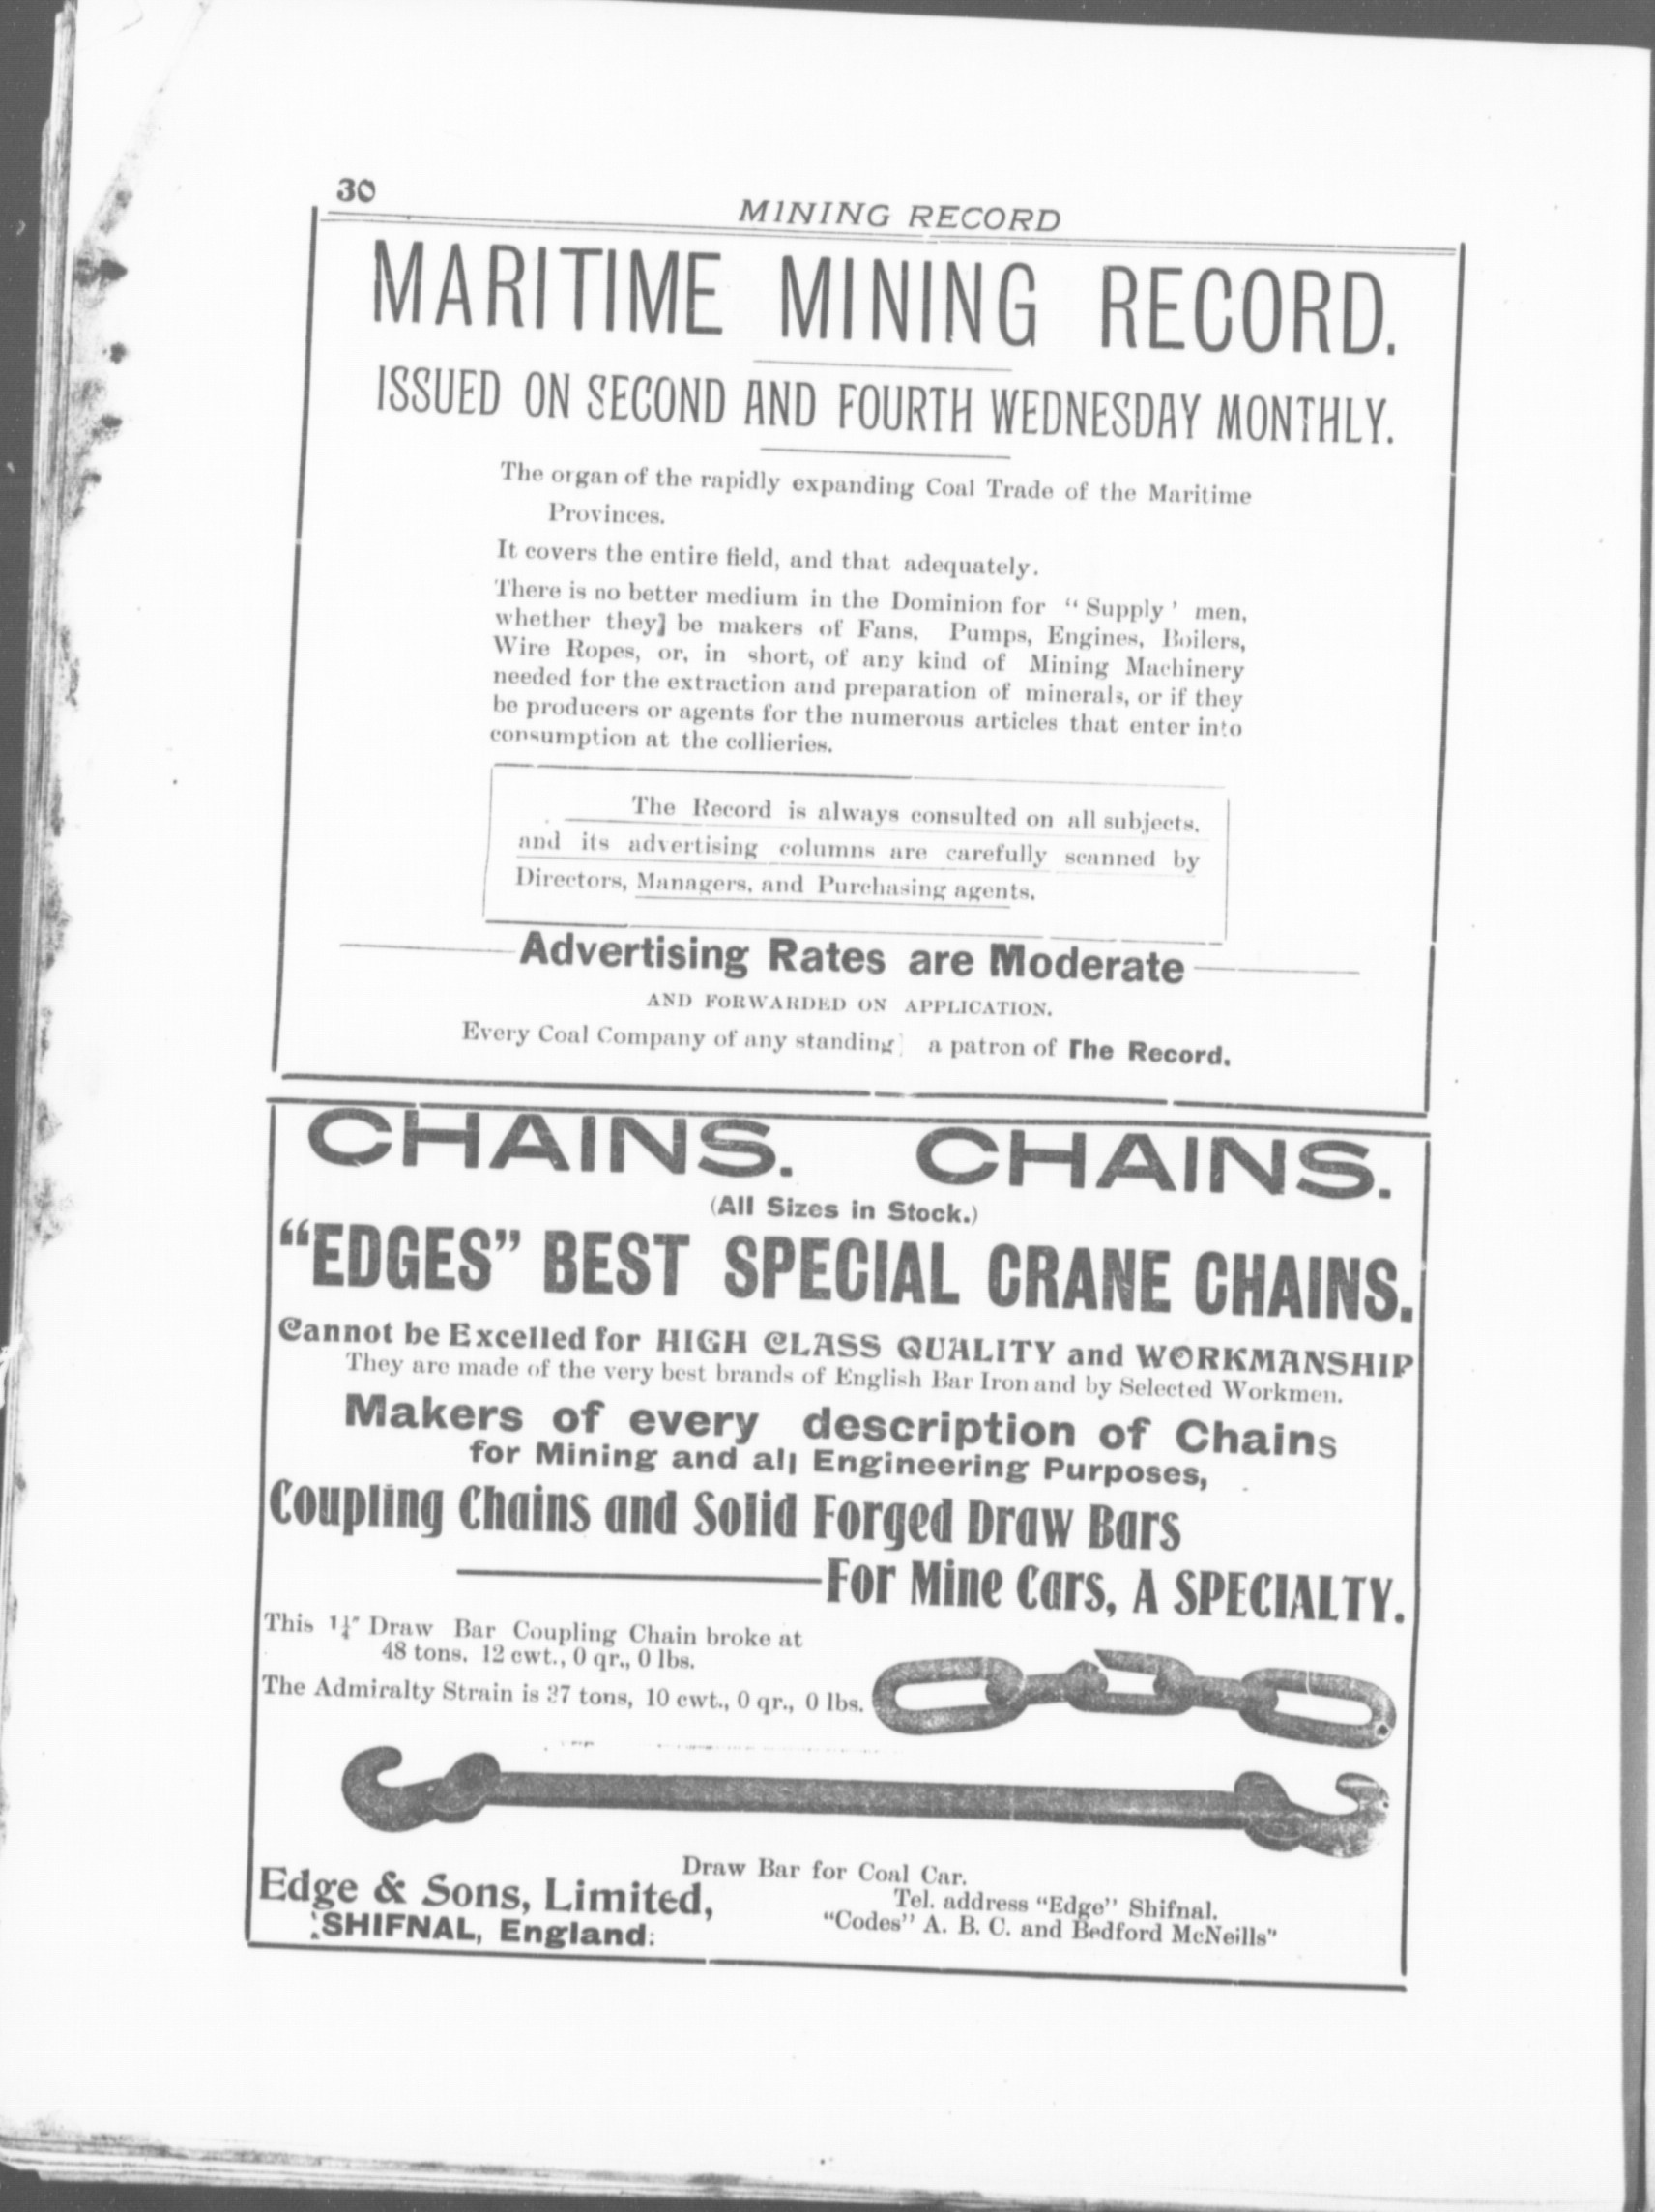 30
MINING RECORD
MARITIME MINING RECORD.
ISSUED ON SECOND AND FOURTH WEDNESDAY MONTHLY.
The organ of the rapidly expanding Coal Trade of the Maritime
Provinces.
It covers the entire field, and that adequately.
There is no better medium in the Dominion for “ Supply ’ men,
whether they] be makers of Fans, Pumps, Engines, Boilers,
Wire Ropes, or, in short, of any kind of Mining Machinery
needed for the extraction and preparation of minerals, or if they
be producers or agents for the numerous articles that enter into
consumption at the collieries.
The Record is always consulted on all subjects,
and its advertising columns are carefully scanned by
Directors, Managers, and Purchasing agents.
Advertising Rates are Moderate
AND FORWARDED ON APPLICATION.
Every Coal Company of any standing] a patron of The Record.
CHAINS. CHAINS.
(All Sizes in Stock.)
“EDGES” BEST SPECIAL CRANE CHAINS.
Cannot be Excelled for HIGH CLASS QUALITY and WORKMANSHIP
They are made of the very best brands of English Bar Iron and by Selected Workmen.
Makers of every description of Chains
for Mining and all Engineering Purposes,
Coupling Chains and Solid Forged Draw Bars
For Mine Cars, A SPECIALTY.
This 1¼″ Draw Bar Coupling Chain broke at
48 tons. 12 cwt., 0 qr., 0 lbs.
The Admiralty Strain is 37 tons, 10 cwt., 0 qr., 0 lbs.
Draw Bar for Coal Car.
Edge & Sons, Limited,
SHIFNAL, England.
Tel. address “Edge” Shifnal.
“Codes” A. B. C. and Bedford McNeills”